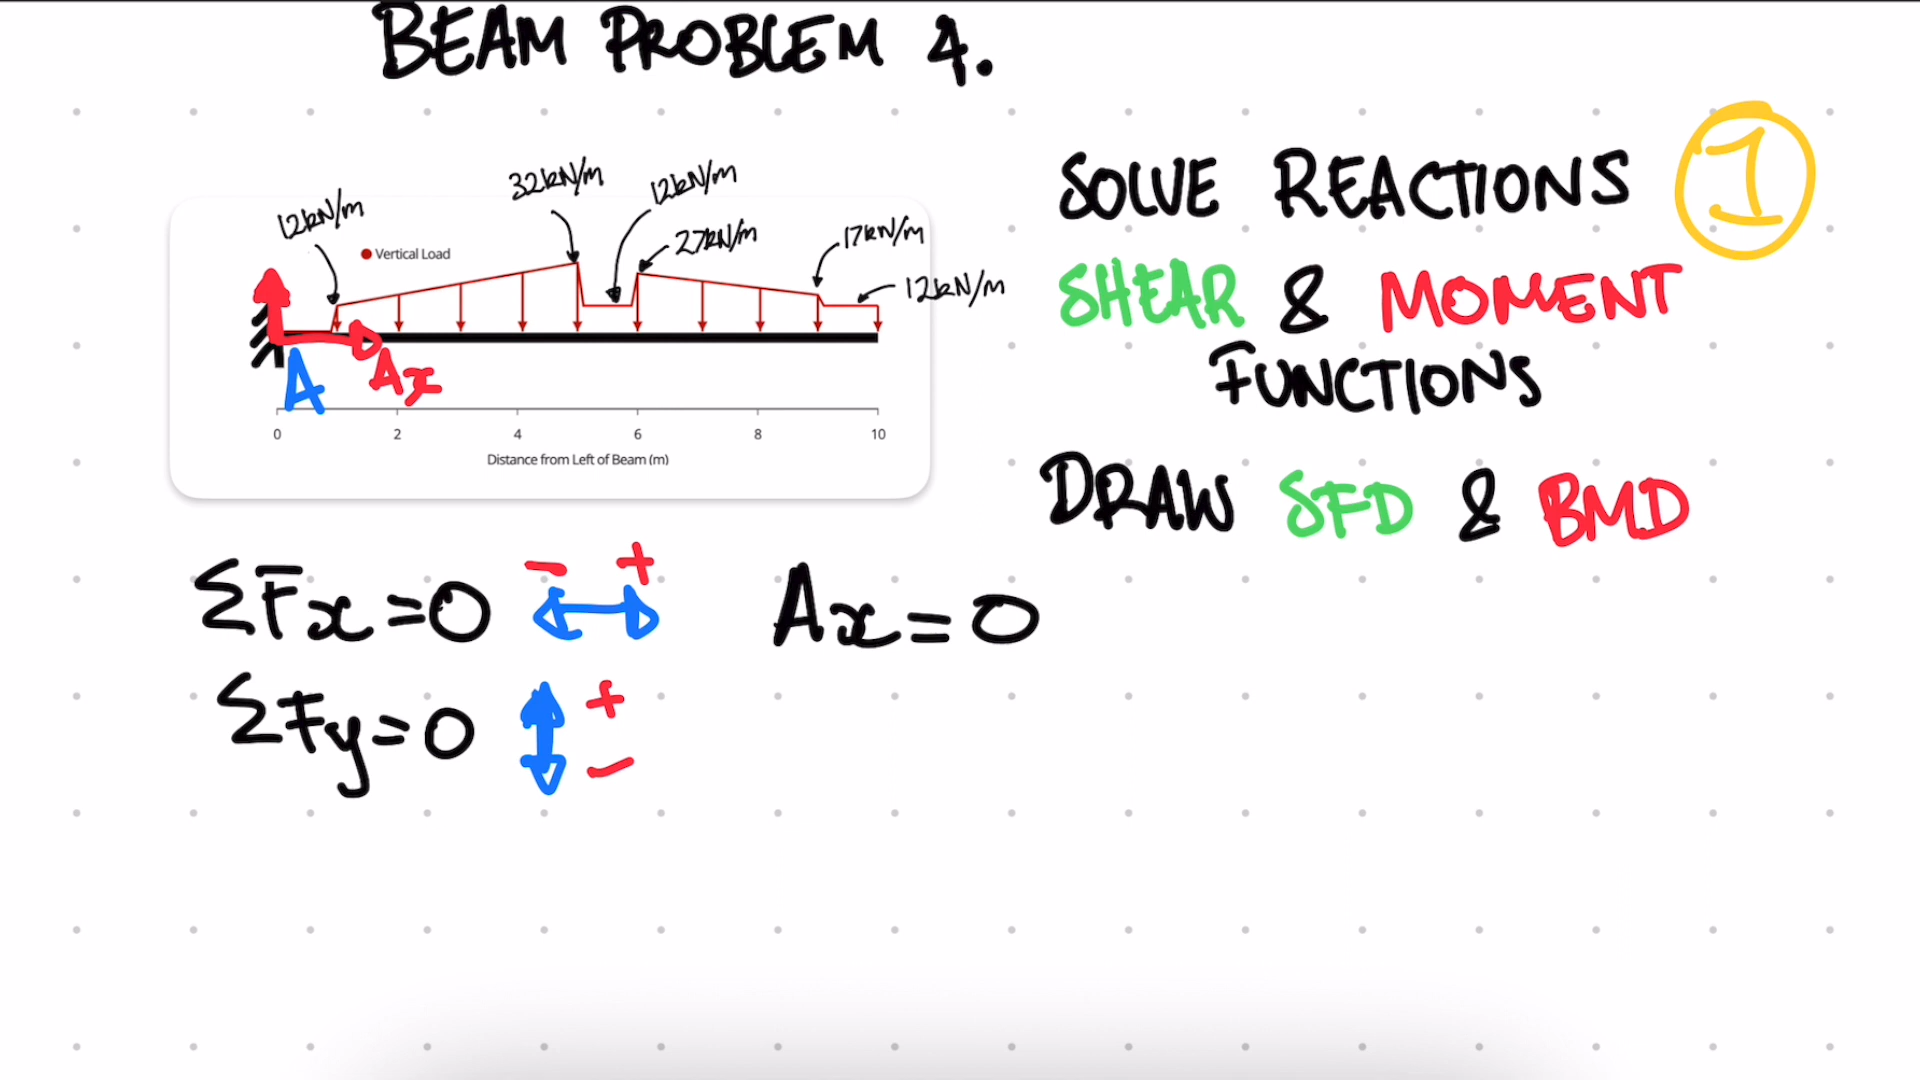 BEAM PROBLEM 4.
SOLVE REACTIONS 1
SHEAR & MOMENT
FUNCTIONS
DRAW SFD & BMD
12kN/m
32kN/m
12kN/m
27kN/m
17kN/m
12kN/m
Vertical Load
A
Ax
0 2 4 6 8 10
Distance from Left of Beam (m)
ΣFx=0 - + Ax=0
ΣFy=0 + -